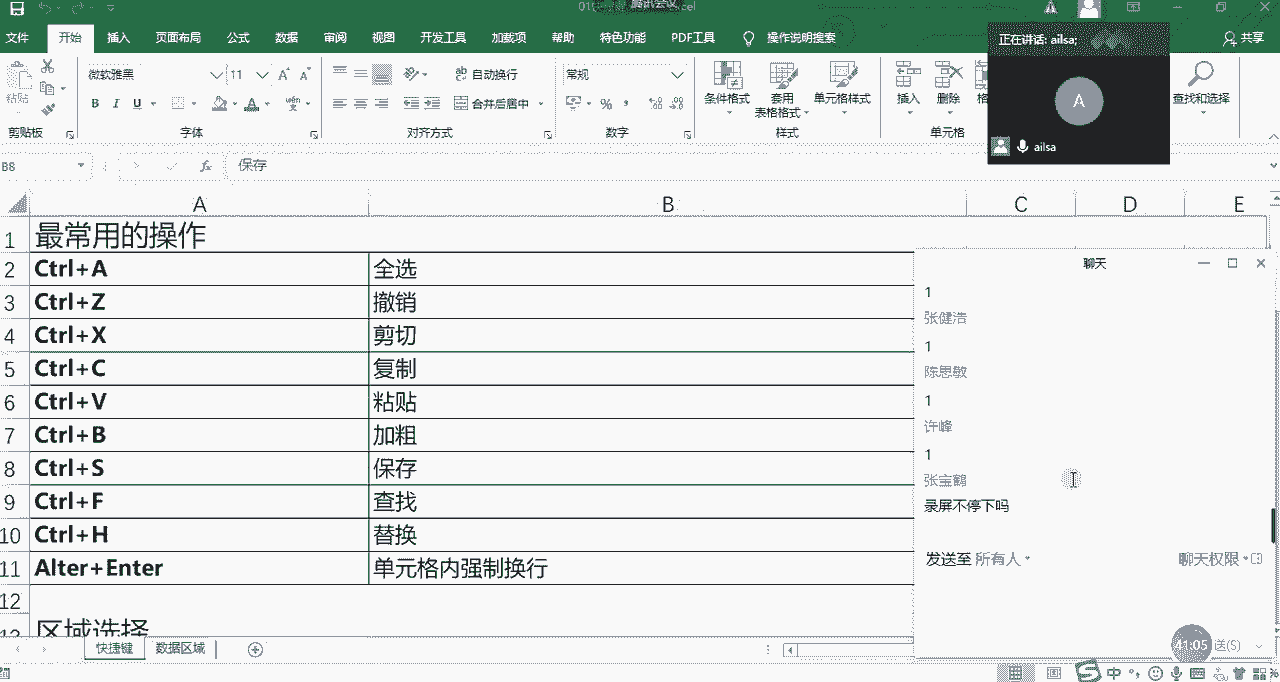 腾讯会议
文件 开始 插入 页面布局 公式 数据 审阅 视图 开发工具 加载项 帮助 特色功能 PDF工具 操作说明搜索 共享
正在讲话: ailsa;
A
ailsa
粘贴
微软雅黑 11
B I U
自动换行
合并后居中
常规
条件格式
套用
表格格式
单元格样式
插入
删除
查找和选择
剪贴板 字体 对齐方式 数字 样式 单元格
B8 fx 保存
A B C D E
1 最常用的操作
2 Ctrl+A 全选
3 Ctrl+Z 撤销
4 Ctrl+X 剪切
5 Ctrl+C 复制
6 Ctrl+V 粘贴
7 Ctrl+B 加粗
8 Ctrl+S 保存
9 Ctrl+F 查找
10 Ctrl+H 替换
11 Alter+Enter 单元格内强制换行
12
13 区域选择
聊天
1
张健浩
1
陈思敏
1
许峰
1
张宝鹤
录屏不停下吗
发送至 所有人
聊天权限
41:05 送(S)
快捷键 数据区域
中